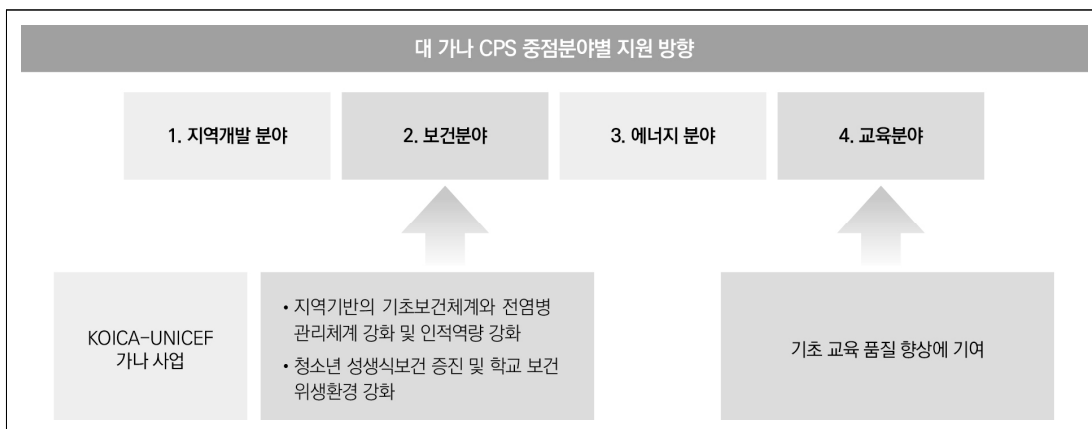 대 가나 CPS 중점분야별 지원 방향
1. 지역개발 분야
2. 보건분야
3. 에너지 분야
4. 교육분야
KOICA-UNICEF
가나 사업
• 지역기반의 기초보건체계와 전염병
관리체계 강화 및 인적역량 강화
• 청소년 성생식보건 증진 및 학교 보건
위생환경 강화
기초 교육 품질 향상에 기여